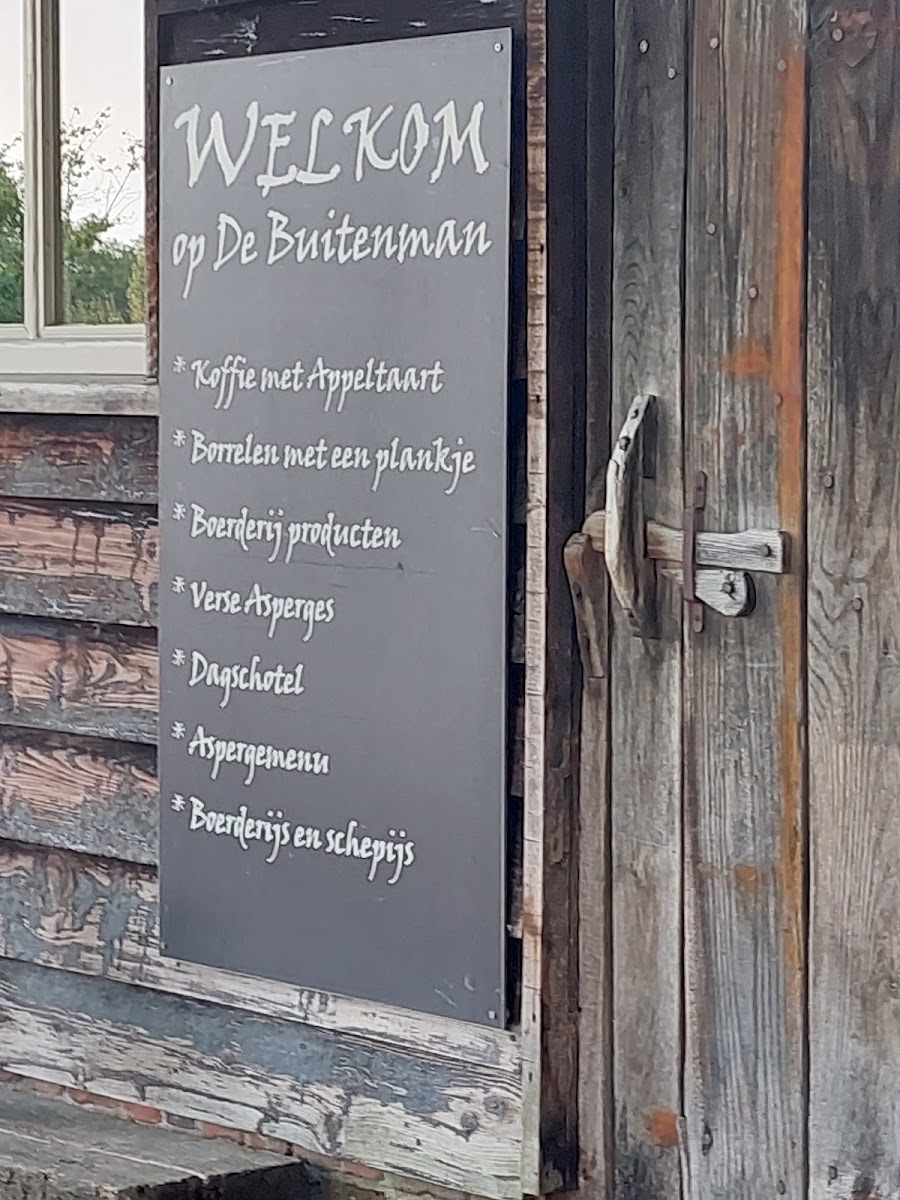 WELKOM
op De Buitenman
* Koffie met Appeltaart
* Borrelen met een plankje
* Boerderij producten
* Verse Asperges
* Dagschotel
* Aspergemenu
* Boerderijs en schepijs